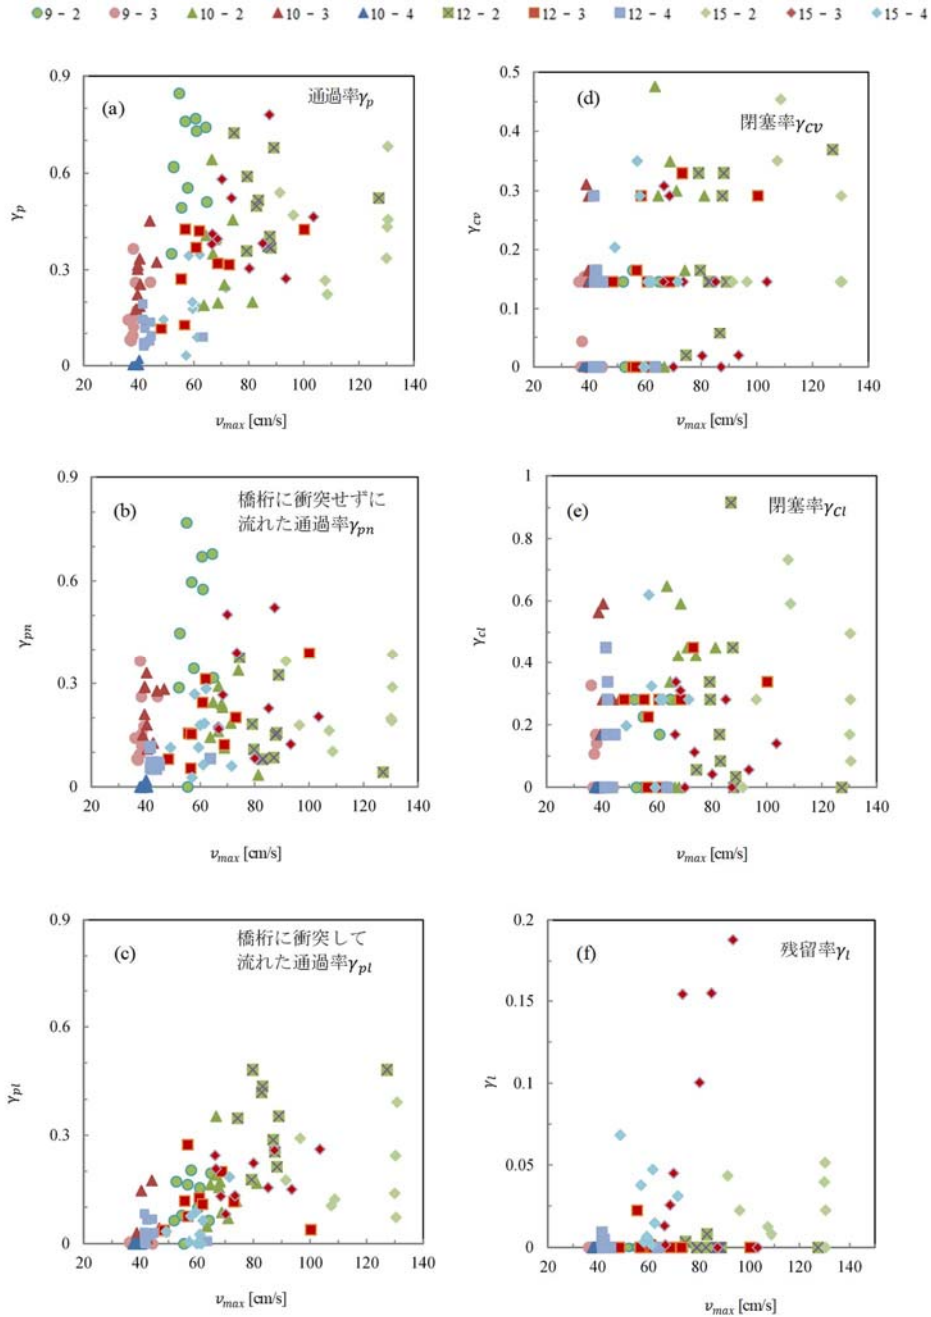 9-2 9-3 10-2 10-3 10-4 12-2 12-3 12-4 15-2 15-3 15-4
0.9
0.6
0.3
0
γp
(a)
通過率γp
20 40 60 80 100 120 140
vmax [cm/s]
0.5
0.4
0.3
0.2
0.1
0
γcv
(d)
閉塞率γCV
20 40 60 80 100 120 140
vmax [cm/s]
0.9
0.6
0.3
0
γpn
(b)
橋桁に衝突せずに
流れた通過率γpn
20 40 60 80 100 120 140
vmax [cm/s]
1
0.8
0.6
0.4
0.2
0
γcl
(e)
閉塞率γCl
20 40 60 80 100 120 140
vmax [cm/s]
0.9
0.6
0.3
0
γpl
(c)
橋桁に衝突して
流れた通過率γpl
20 40 60 80 100 120 140
vmax [cm/s]
0.2
0.15
0.1
0.05
0
γl
(f)
残留率γl
20 40 60 80 100 120 140
vmax [cm/s]